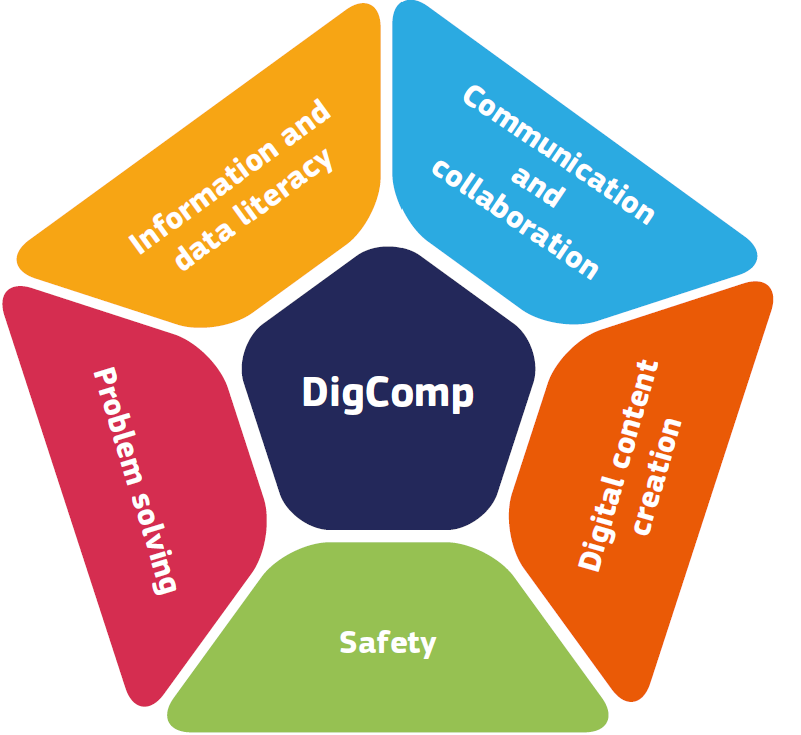 Information and
data literacy
Communication
and
collaboration
DigComp
Problem solving
Digital content
creation
Safety